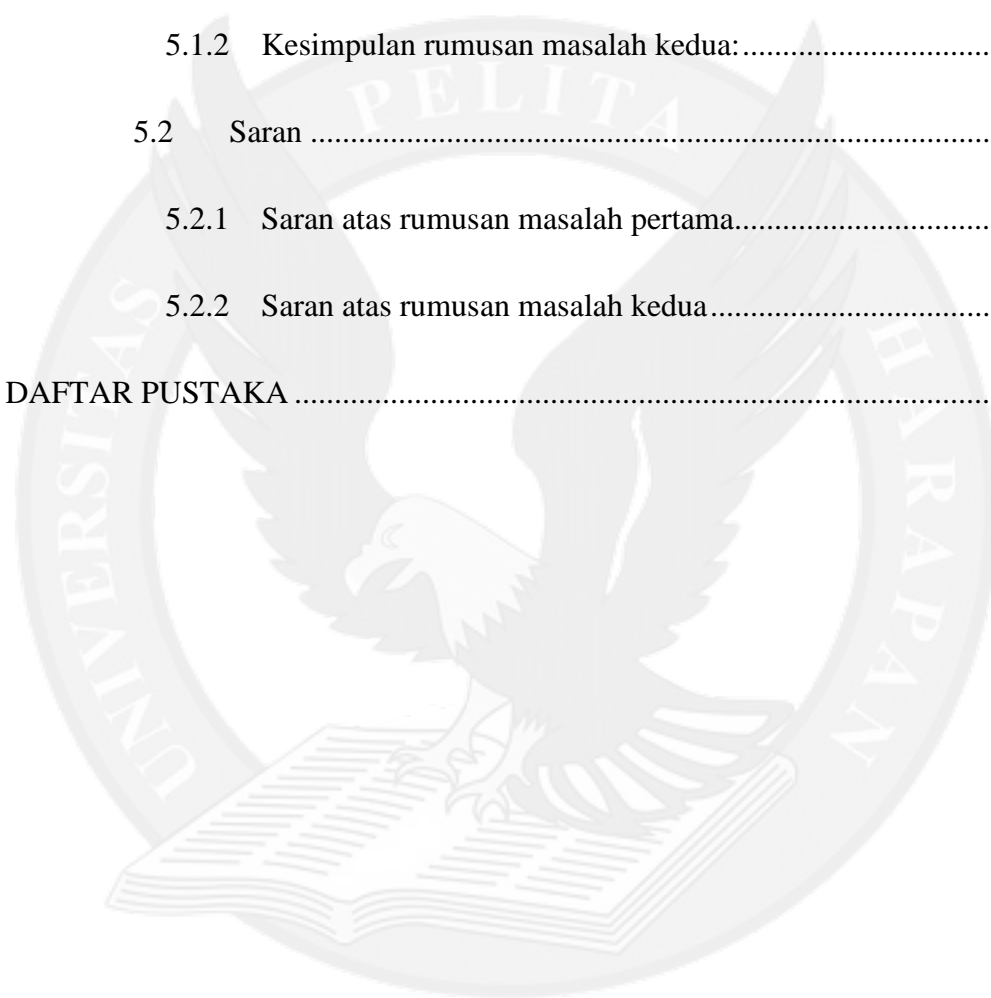 5.1.2 Kesimpulan rumusan masalah kedua:...............................
5.2 Saran ....................................................................................
5.2.1 Saran atas rumusan masalah pertama................................
5.2.2 Saran atas rumusan masalah kedua...................................
DAFTAR PUSTAKA ......................................................................................
UNIVERSITAS PELITA HARAPAN